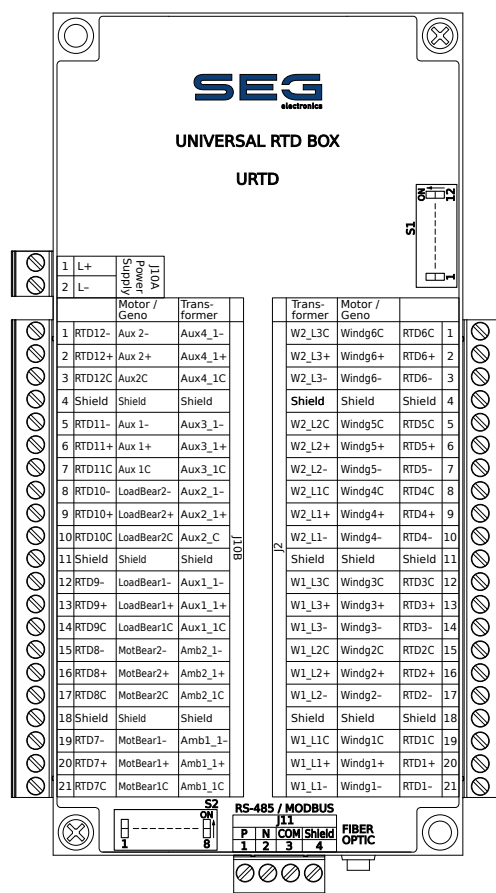 SEG
electronics
UNIVERSAL RTD BOX
URTD
ON
12
S1
1
1 L+
2 L–
J10A
Power
Supply
Motor / Geno Trans-former
1 RTD12– Aux 2– Aux4_1–
2 RTD12+ Aux 2+ Aux4_1+
3 RTD12C Aux2C Aux4_1C
4 Shield Shield Shield
5 RTD11– Aux 1– Aux3_1–
6 RTD11+ Aux 1+ Aux3_1+
7 RTD11C Aux 1C Aux3_1C
8 RTD10– LoadBear2– Aux2_1–
9 RTD10+ LoadBear2+ Aux2_1+
10 RTD10C LoadBear2C Aux2_C
11 Shield Shield Shield
12 RTD9– LoadBear1– Aux1_1–
13 RTD9+ LoadBear1+ Aux1_1+
14 RTD9C LoadBear1C Aux1_1C
15 RTD8– MotBear2– Amb2_1–
16 RTD8+ MotBear2+ Amb2_1+
17 RTD8C MotBear2C Amb2_1C
18 Shield Shield Shield
19 RTD7– MotBear1– Amb1_1–
20 RTD7+ MotBear1+ Amb1_1+
21 RTD7C MotBear1C Amb1_1C
J10B
J2
Trans-former Motor / Geno
W2_L3C Windg6C RTD6C 1
W2_L3+ Windg6+ RTD6+ 2
W2_L3– Windg6– RTD6– 3
Shield Shield Shield 4
W2_L2C Windg5C RTD5C 5
W2_L2+ Windg5+ RTD5+ 6
W2_L2– Windg5– RTD5– 7
W2_L1C Windg4C RTD4C 8
W2_L1+ Windg4+ RTD4+ 9
W2_L1– Windg4– RTD4– 10
Shield Shield Shield 11
W1_L3C Windg3C RTD3C 12
W1_L3+ Windg3+ RTD3+ 13
W1_L3– Windg3– RTD3– 14
W1_L2C Windg2C RTD2C 15
W1_L2+ Windg2+ RTD2+ 16
W1_L2– Windg2– RTD2– 17
Shield Shield Shield 18
W1_L1C Windg1C RTD1C 19
W1_L1+ Windg1+ RTD1+ 20
W1_L1– Windg1– RTD1– 21
S2
ON
1 8
RS-485 / MODBUS
J11
P N COM Shield
1 2 3 4
FIBER
OPTIC